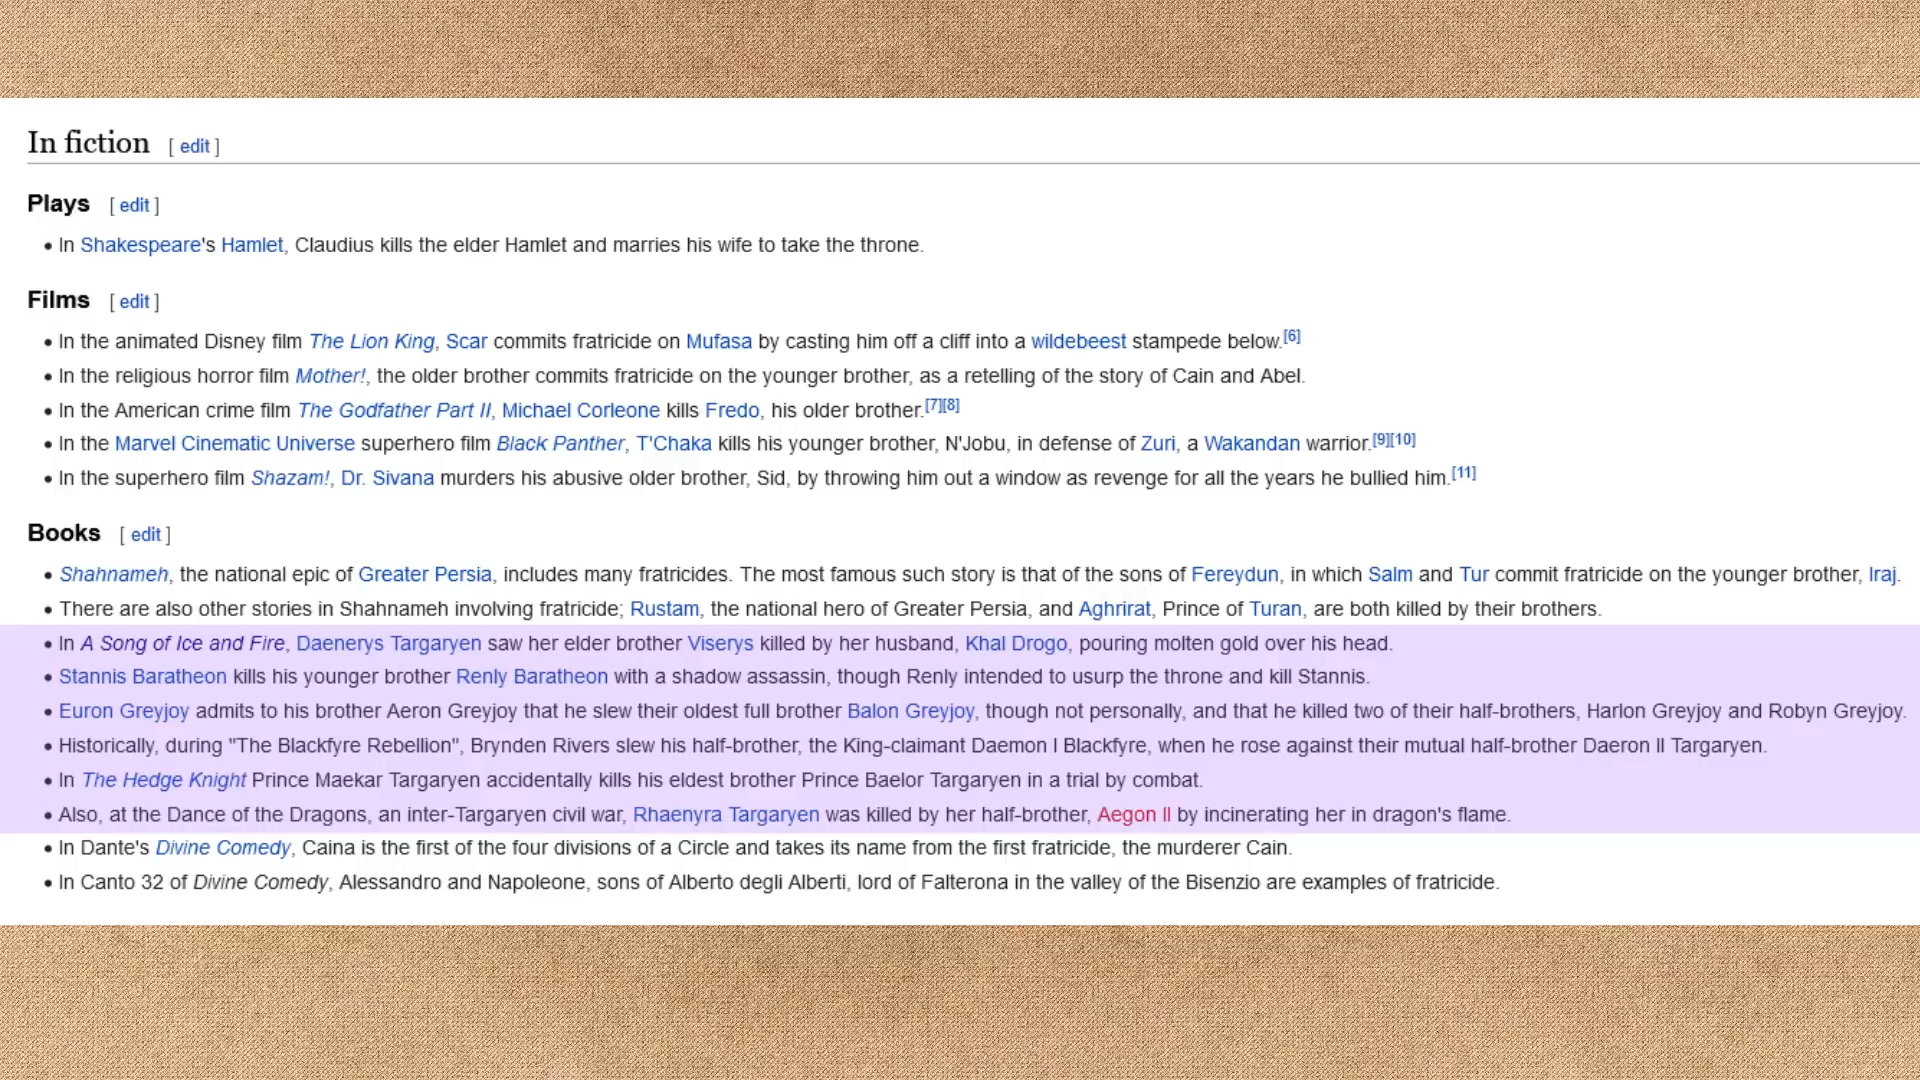 In fiction [ edit ]
Plays [ edit ]
• In Shakespeare's Hamlet, Claudius kills the elder Hamlet and marries his wife to take the throne.
Films [ edit ]
• In the animated Disney film The Lion King, Scar commits fratricide on Mufasa by casting him off a cliff into a wildebeest stampede below.[6]
• In the religious horror film Mother!, the older brother commits fratricide on the younger brother, as a retelling of the story of Cain and Abel.
• In the American crime film The Godfather Part II, Michael Corleone kills Fredo, his older brother.[7][8]
• In the Marvel Cinematic Universe superhero film Black Panther, T'Chaka kills his younger brother, N'Jobu, in defense of Zuri, a Wakandan warrior.[9][10]
• In the superhero film Shazam!, Dr. Sivana murders his abusive older brother, Sid, by throwing him out a window as revenge for all the years he bullied him.[11]
Books [ edit ]
• Shahnameh, the national epic of Greater Persia, includes many fratricides. The most famous such story is that of the sons of Fereydun, in which Salm and Tur commit fratricide on the younger brother, Iraj.
• There are also other stories in Shahnameh involving fratricide; Rustam, the national hero of Greater Persia, and Aghrirat, Prince of Turan, are both killed by their brothers.
• In A Song of Ice and Fire, Daenerys Targaryen saw her elder brother Viserys killed by her husband, Khal Drogo, pouring molten gold over his head.
• Stannis Baratheon kills his younger brother Renly Baratheon with a shadow assassin, though Renly intended to usurp the throne and kill Stannis.
• Euron Greyjoy admits to his brother Aeron Greyjoy that he slew their oldest full brother Balon Greyjoy, though not personally, and that he killed two of their half-brothers, Harlon Greyjoy and Robyn Greyjoy.
• Historically, during "The Blackfyre Rebellion", Brynden Rivers slew his half-brother, the King-claimant Daemon I Blackfyre, when he rose against their mutual half-brother Daeron II Targaryen.
• In The Hedge Knight Prince Maekar Targaryen accidentally kills his eldest brother Prince Baelor Targaryen in a trial by combat.
• Also, at the Dance of the Dragons, an inter-Targaryen civil war, Rhaenyra Targaryen was killed by her half-brother, Aegon II by incinerating her in dragon's flame.
• In Dante's Divine Comedy, Caina is the first of the four divisions of a Circle and takes its name from the first fratricide, the murderer Cain.
• In Canto 32 of Divine Comedy, Alessandro and Napoleone, sons of Alberto degli Alberti, lord of Falterona in the valley of the Bisenzio are examples of fratricide.